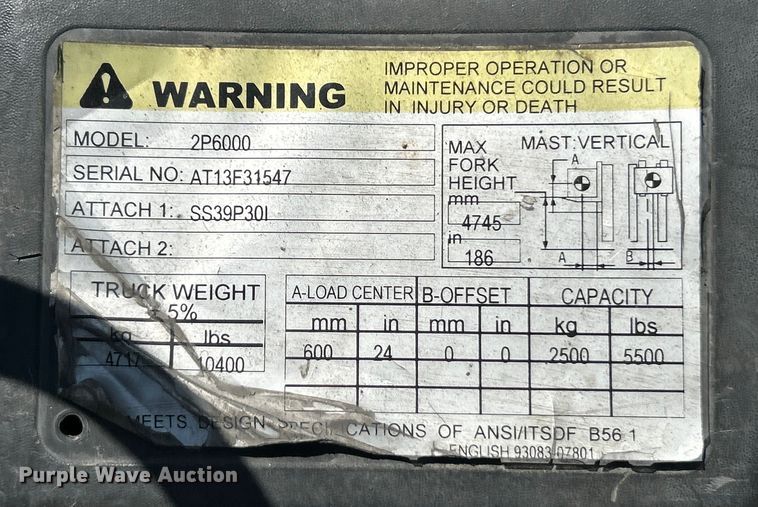 WARNING
IMPROPER OPERATION OR
MAINTENANCE COULD RESULT
IN INJURY OR DEATH
MODEL: 2P6000
SERIAL NO: AT13F31547
ATTACH 1: SS39P30I
ATTACH 2:
MAX
FORK
HEIGHT
mm
4745
in
186
MAST:VERTICAL
A
A B
TRUCK WEIGHT
5%
kg lbs
4717 10400
A-LOAD CENTER B-OFFSET CAPACITY
mm in mm in kg lbs
600 24 0 0 2500 5500
MEETS DESIGN SPECIFICATIONS OF ANSI/ITSDF B56.1
ENGLISH 93083-07801
Purple Wave Auction